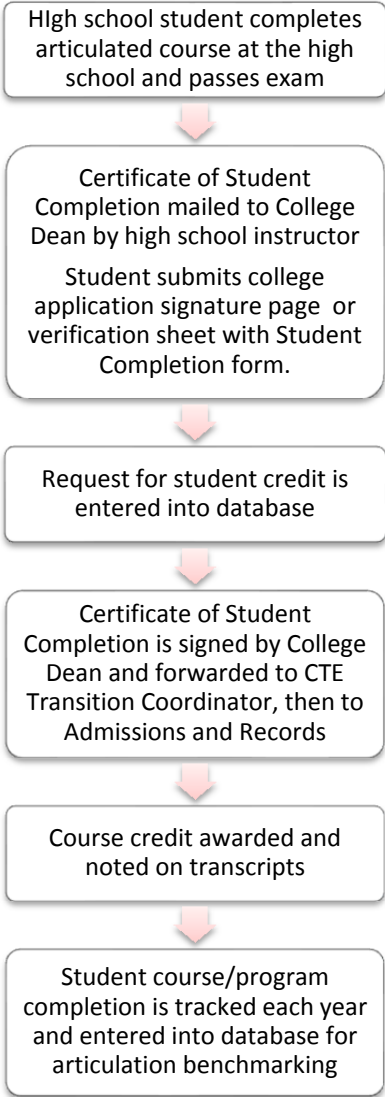 HIgh school student completes
articulated course at the high
school and passes exam
Certificate of Student
Completion mailed to College
Dean by high school instructor
Student submits college
application signature page or
verification sheet with Student
Completion form.
Request for student credit is
entered into database
Certificate of Student
Completion is signed by College
Dean and forwarded to CTE
Transition Coordinator, then to
Admissions and Records
Course credit awarded and
noted on transcripts
Student course/program
completion is tracked each year
and entered into database for
articulation benchmarking